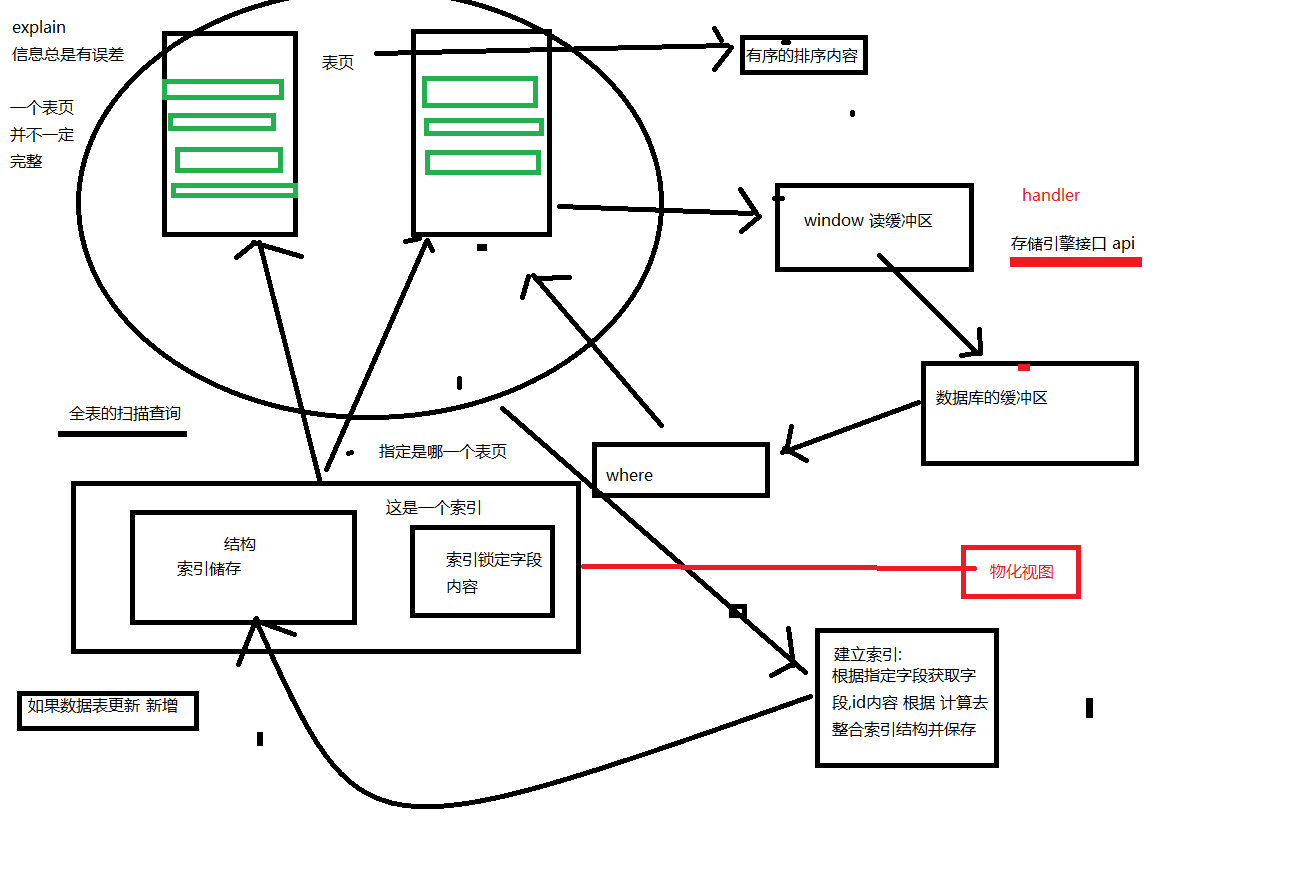 explain
信息总是有误差
一个表页
并不一定
完整
表页
有序的排序内容
window 读缓冲区
handler
存储引擎接口 api
数据库的缓冲区
全表的扫描查询
指定是哪一个表页
where
这是一个索引
结构
索引储存
索引锁定字段
内容
物化视图
建立索引:
根据指定字段获取字
段,id内容 根据 计算去
整合索引结构并保存
如果数据表更新 新增